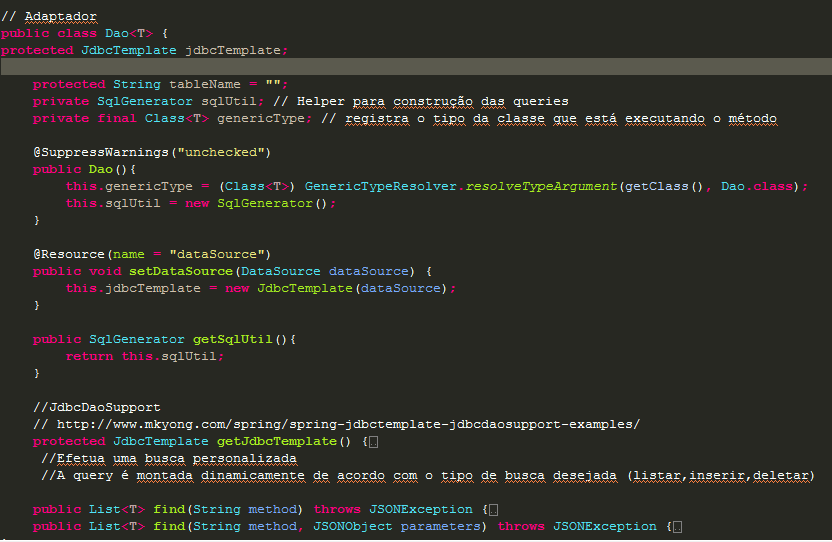 // Adaptador
public class Dao<T> {
protected JdbcTemplate jdbcTemplate;
protected String tableName = "";
private SqlGenerator sqlUtil; // Helper para construção das queries
private final Class<T> genericType; // registra o tipo da classe que está executando o método
@SuppressWarnings("unchecked")
public Dao(){
this.genericType = (Class<T>) GenericTypeResolver.resolveTypeArgument(getClass(), Dao.class);
this.sqlUtil = new SqlGenerator();
}
@Resource(name = "dataSource")
public void setDataSource(DataSource dataSource) {
this.jdbcTemplate = new JdbcTemplate(dataSource);
}
public SqlGenerator getSqlUtil(){
return this.sqlUtil;
}
//JdbcDaoSupport
// http://www.mkyong.com/spring/spring-jdbctemplate-jdbcdaosupport-examples/
protected JdbcTemplate getJdbcTemplate() {
//Efetua uma busca personalizada
//A query é montada dinamicamente de acordo com o tipo de busca desejada (listar,inserir,deletar)
public List<T> find(String method) throws JSONException {
public List<T> find(String method, JSONObject parameters) throws JSONException {